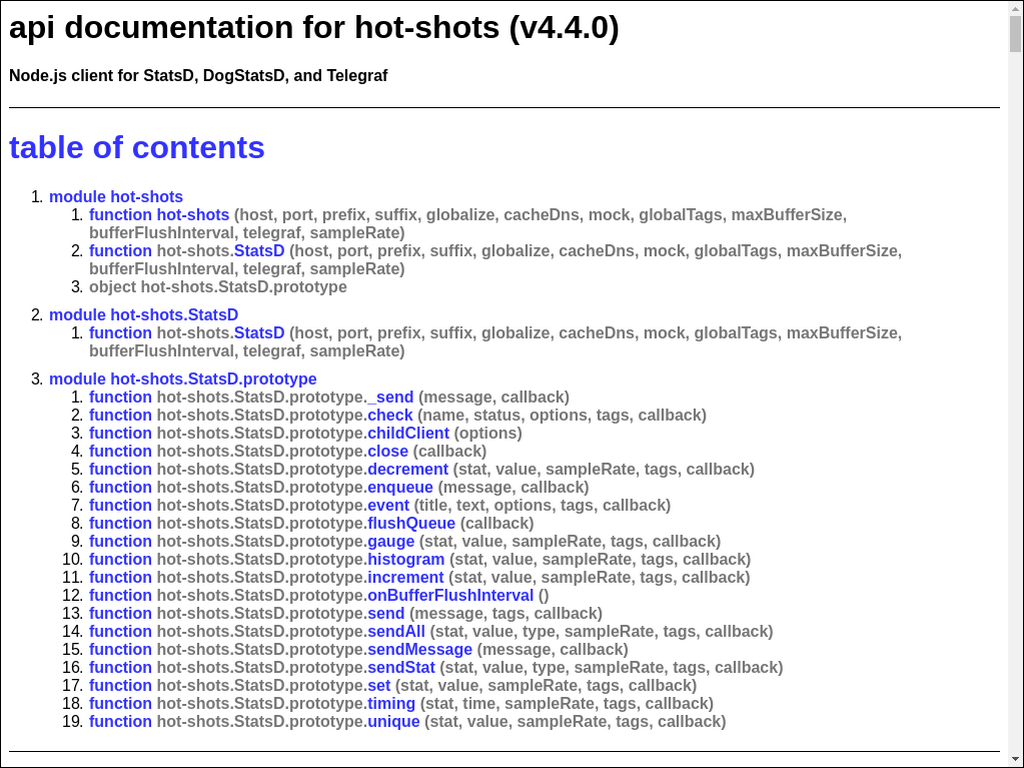 api documentation for hot-shots (v4.4.0)
Node.js client for StatsD, DogStatsD, and Telegraf
table of contents
1. module hot-shots
1. function hot-shots (host, port, prefix, suffix, globalize, cacheDns, mock, globalTags, maxBufferSize,
bufferFlushInterval, telegraf, sampleRate)
2. function hot-shots.StatsD (host, port, prefix, suffix, globalize, cacheDns, mock, globalTags, maxBufferSize,
bufferFlushInterval, telegraf, sampleRate)
3. object hot-shots.StatsD.prototype
2. module hot-shots.StatsD
1. function hot-shots.StatsD (host, port, prefix, suffix, globalize, cacheDns, mock, globalTags, maxBufferSize,
bufferFlushInterval, telegraf, sampleRate)
3. module hot-shots.StatsD.prototype
1. function hot-shots.StatsD.prototype._send (message, callback)
2. function hot-shots.StatsD.prototype.check (name, status, options, tags, callback)
3. function hot-shots.StatsD.prototype.childClient (options)
4. function hot-shots.StatsD.prototype.close (callback)
5. function hot-shots.StatsD.prototype.decrement (stat, value, sampleRate, tags, callback)
6. function hot-shots.StatsD.prototype.enqueue (message, callback)
7. function hot-shots.StatsD.prototype.event (title, text, options, tags, callback)
8. function hot-shots.StatsD.prototype.flushQueue (callback)
9. function hot-shots.StatsD.prototype.gauge (stat, value, sampleRate, tags, callback)
10. function hot-shots.StatsD.prototype.histogram (stat, value, sampleRate, tags, callback)
11. function hot-shots.StatsD.prototype.increment (stat, value, sampleRate, tags, callback)
12. function hot-shots.StatsD.prototype.onBufferFlushInterval ()
13. function hot-shots.StatsD.prototype.send (message, tags, callback)
14. function hot-shots.StatsD.prototype.sendAll (stat, value, type, sampleRate, tags, callback)
15. function hot-shots.StatsD.prototype.sendMessage (message, callback)
16. function hot-shots.StatsD.prototype.sendStat (stat, value, type, sampleRate, tags, callback)
17. function hot-shots.StatsD.prototype.set (stat, value, sampleRate, tags, callback)
18. function hot-shots.StatsD.prototype.timing (stat, time, sampleRate, tags, callback)
19. function hot-shots.StatsD.prototype.unique (stat, value, sampleRate, tags, callback)